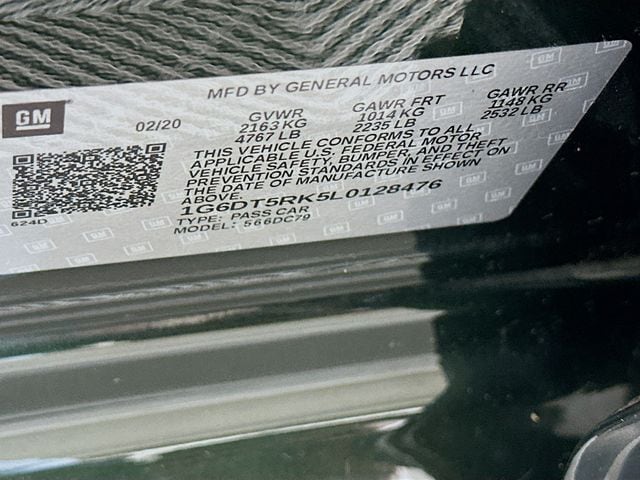 MFD BY GENERAL MOTORS LLC
GM
02/20
GVWR GAWR FRT GAWR RR
2163 KG 1014 KG 1148 KG
4767 LB 2235 LB 2532 LB
THIS VEHICLE CONFORMS TO ALL
APPLICABLE U.S. FEDERAL MOTOR
VEHICLE SAFETY, BUMPER, AND THEFT
PREVENTION STANDARDS IN EFFECT ON
THE DATE OF MANUFACTURE SHOWN
ABOVE.
1G6DT5RK5L0128476
TYPE: PASS CAR
MODEL: 566DC79
624D